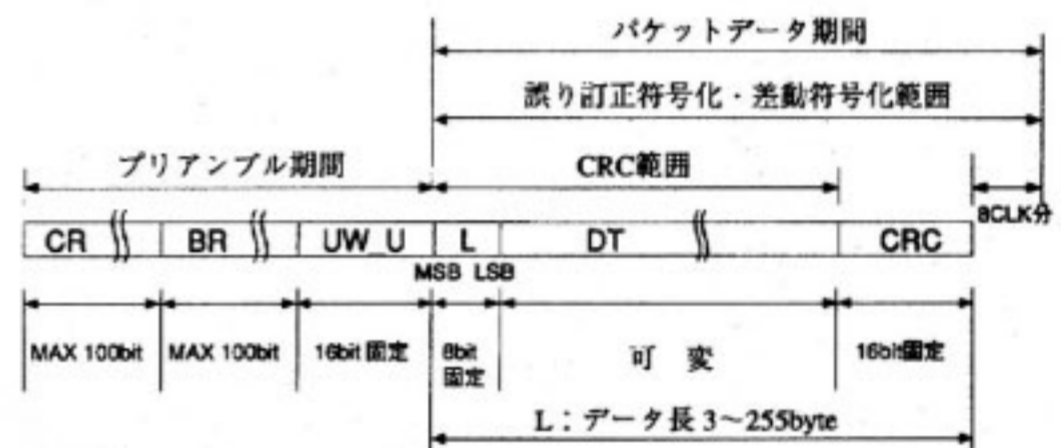 パケットデータ期間
誤り訂正符号化・差動符号化範囲
プリアンブル期間
CRC範囲
8CLK分
CR
BR
UW_U
L
DT
CRC
MSB LSB
MAX 100bit
MAX 100bit
16bit 固定
8bit
固定
可 変
16bit固定
L：データ長 3〜255byte